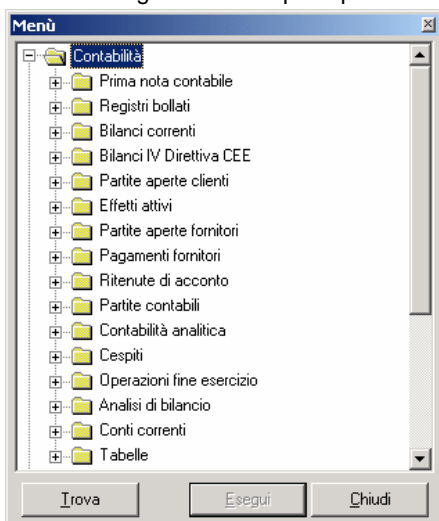 Menù
Contabilità
Prima nota contabile
Registri bollati
Bilanci correnti
Bilanci IV Direttiva CEE
Partite aperte clienti
Effetti attivi
Partite aperte fornitori
Pagamenti fornitori
Ritenute di acconto
Partite contabili
Contabilità analitica
Cespiti
Operazioni fine esercizio
Analisi di bilancio
Conti correnti
Tabelle
Trova Esegui Chiudi